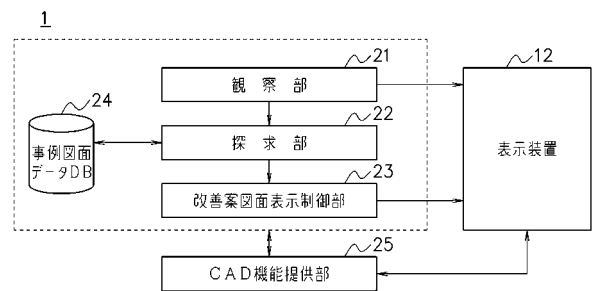 1
21
観察部
12
24
22
事例図面
データDB
探求部
表示装置
23
改善案図面表示制御部
25
CAD機能提供部